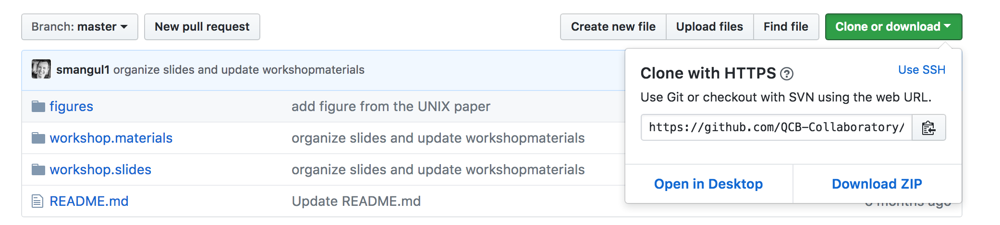 Branch: master New pull request Create new file Upload files Find file Clone or download
smangul1 organize slides and update workshopmaterials
Clone with HTTPS ? Use SSH
Use Git or checkout with SVN using the web URL.
https://github.com/QCB-Collaboratory/
Open in Desktop Download ZIP
figures add figure from the UNIX paper
workshop.materials organize slides and update workshopmaterials
workshop.slides organize slides and update workshopmaterials
README.md Update README.md months ago